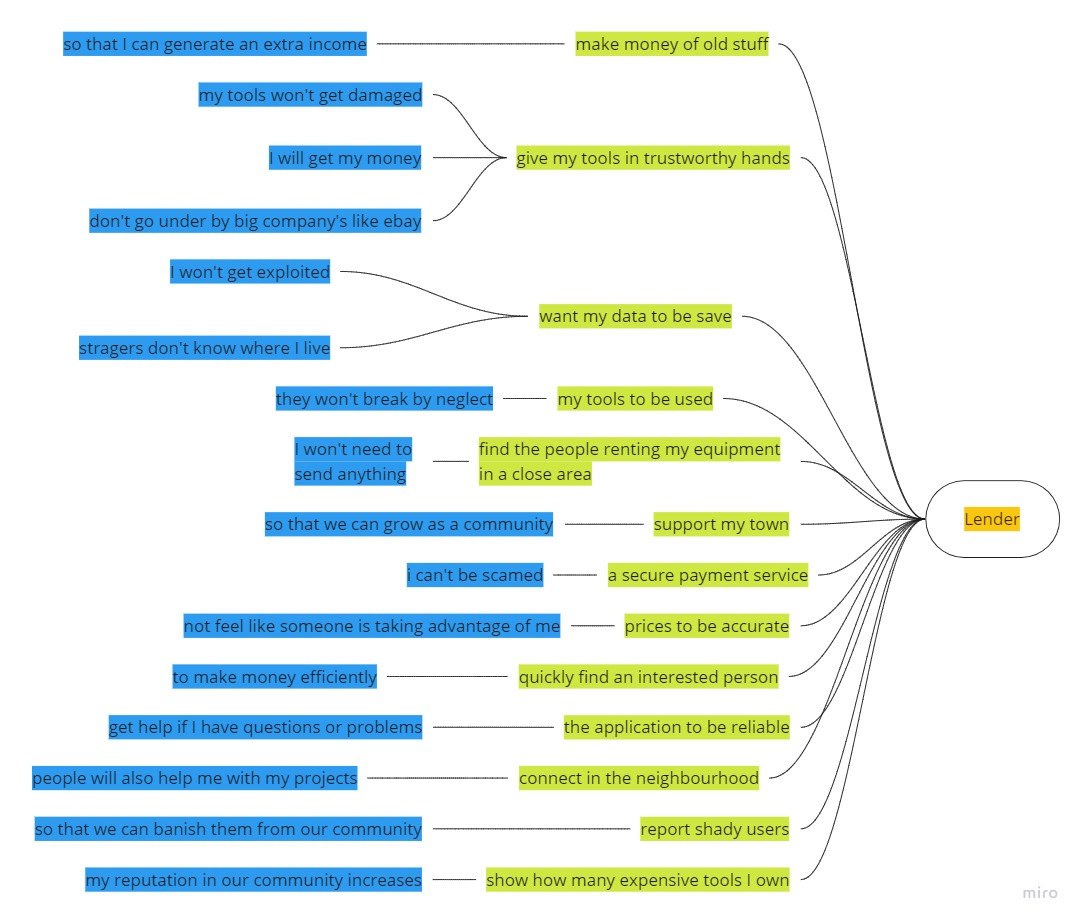 so that I can generate an extra income
make money of old stuff
my tools won't get damaged
I will get my money
give my tools in trustworthy hands
don't go under by big company's like ebay
I won't get exploited
want my data to be save
stragers don't know where I live
they won't break by neglect
my tools to be used
I won't need to
send anything
find the people renting my equipment
in a close area
Lender
so that we can grow as a community
support my town
i can't be scamed
a secure payment service
not feel like someone is taking advantage of me
prices to be accurate
to make money efficiently
quickly find an interested person
get help if I have questions or problems
the application to be reliable
people will also help me with my projects
connect in the neighbourhood
so that we can banish them from our community
report shady users
my reputation in our community increases
show how many expensive tools I own
miro